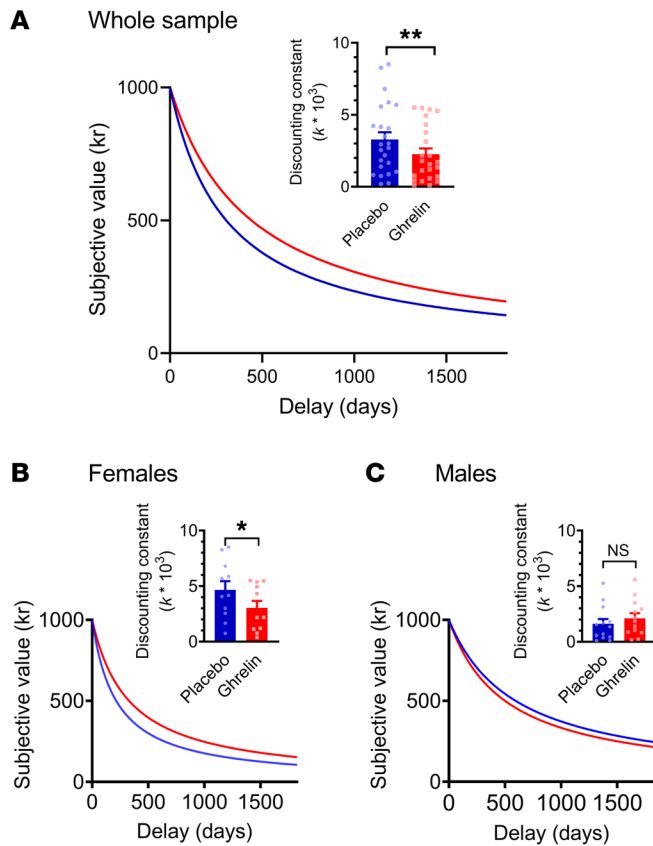 A Whole sample
Discounting constant
(k * 10³)
10
5
0
**
Placebo
Ghrelin
Subjective value (kr)
1000
500
0
0 500 1000 1500
Delay (days)
B Females
Discounting constant
(k * 10³)
10
5
0
*
Placebo
Ghrelin
Subjective value (kr)
1000
500
0
0 500 1000 1500
Delay (days)
C Males
Discounting constant
(k * 10³)
10
5
0
NS
Placebo
Ghrelin
Subjective value (kr)
1000
500
0
0 500 1000 1500
Delay (days)